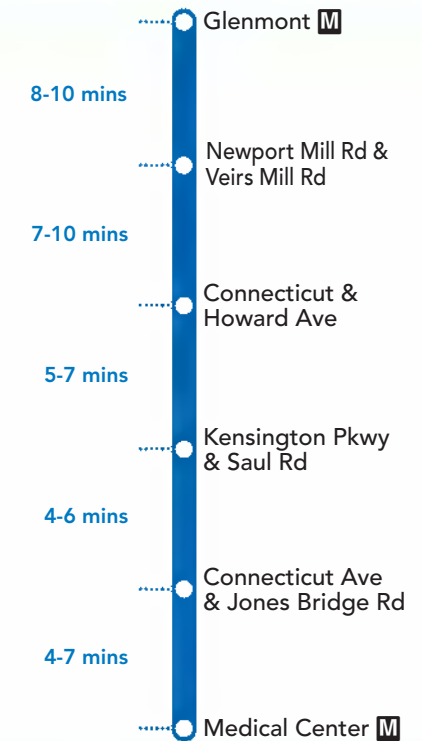 Glenmont M
8-10 mins
Newport Mill Rd &
Veirs Mill Rd
7-10 mins
Connecticut &
Howard Ave
5-7 mins
Kensington Pkwy
& Saul Rd
4-6 mins
Connecticut Ave
& Jones Bridge Rd
4-7 mins
Medical Center M